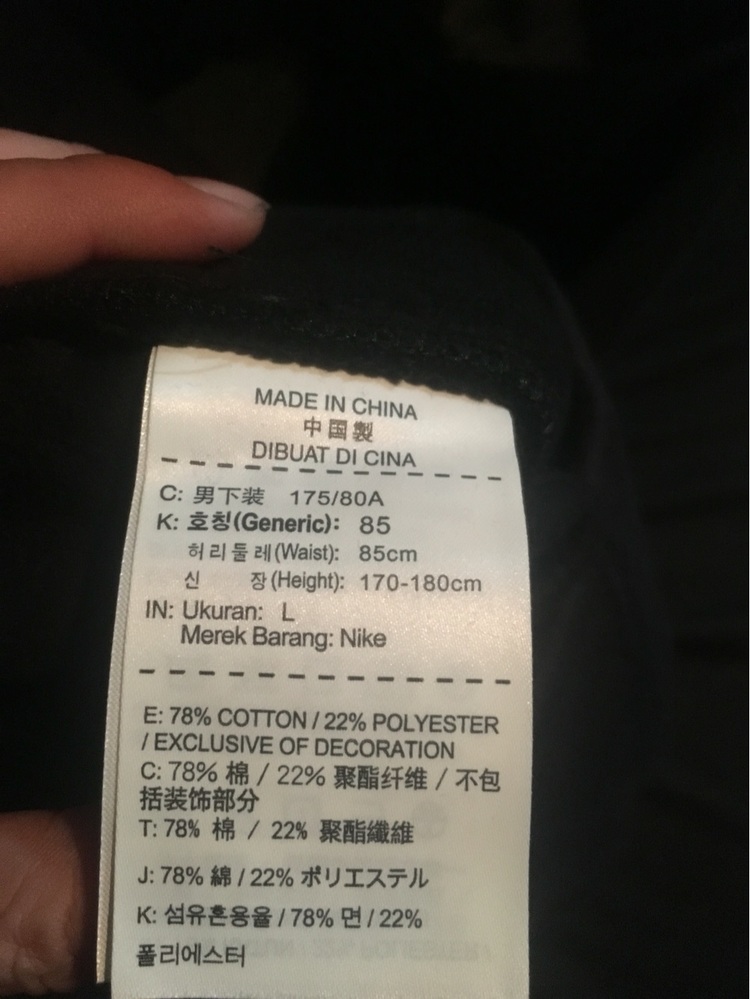 MADE IN CHINA
中国製
DIBUAT DI CINA
C: 男下装 175/80A
K: 호칭(Generic): 85
허리둘레(Waist): 85cm
신 장(Height): 170-180cm
IN: Ukuran: L
Merek Barang: Nike
E: 78% COTTON / 22% POLYESTER
/ EXCLUSIVE OF DECORATION
C: 78% 棉 / 22% 聚酯纤维 / 不包
括装饰部分
T: 78% 棉 / 22% 聚酯纖維
J: 78% 綿 / 22% ポリエステル
K: 섬유혼용율 / 78% 면 / 22%
폴리에스터